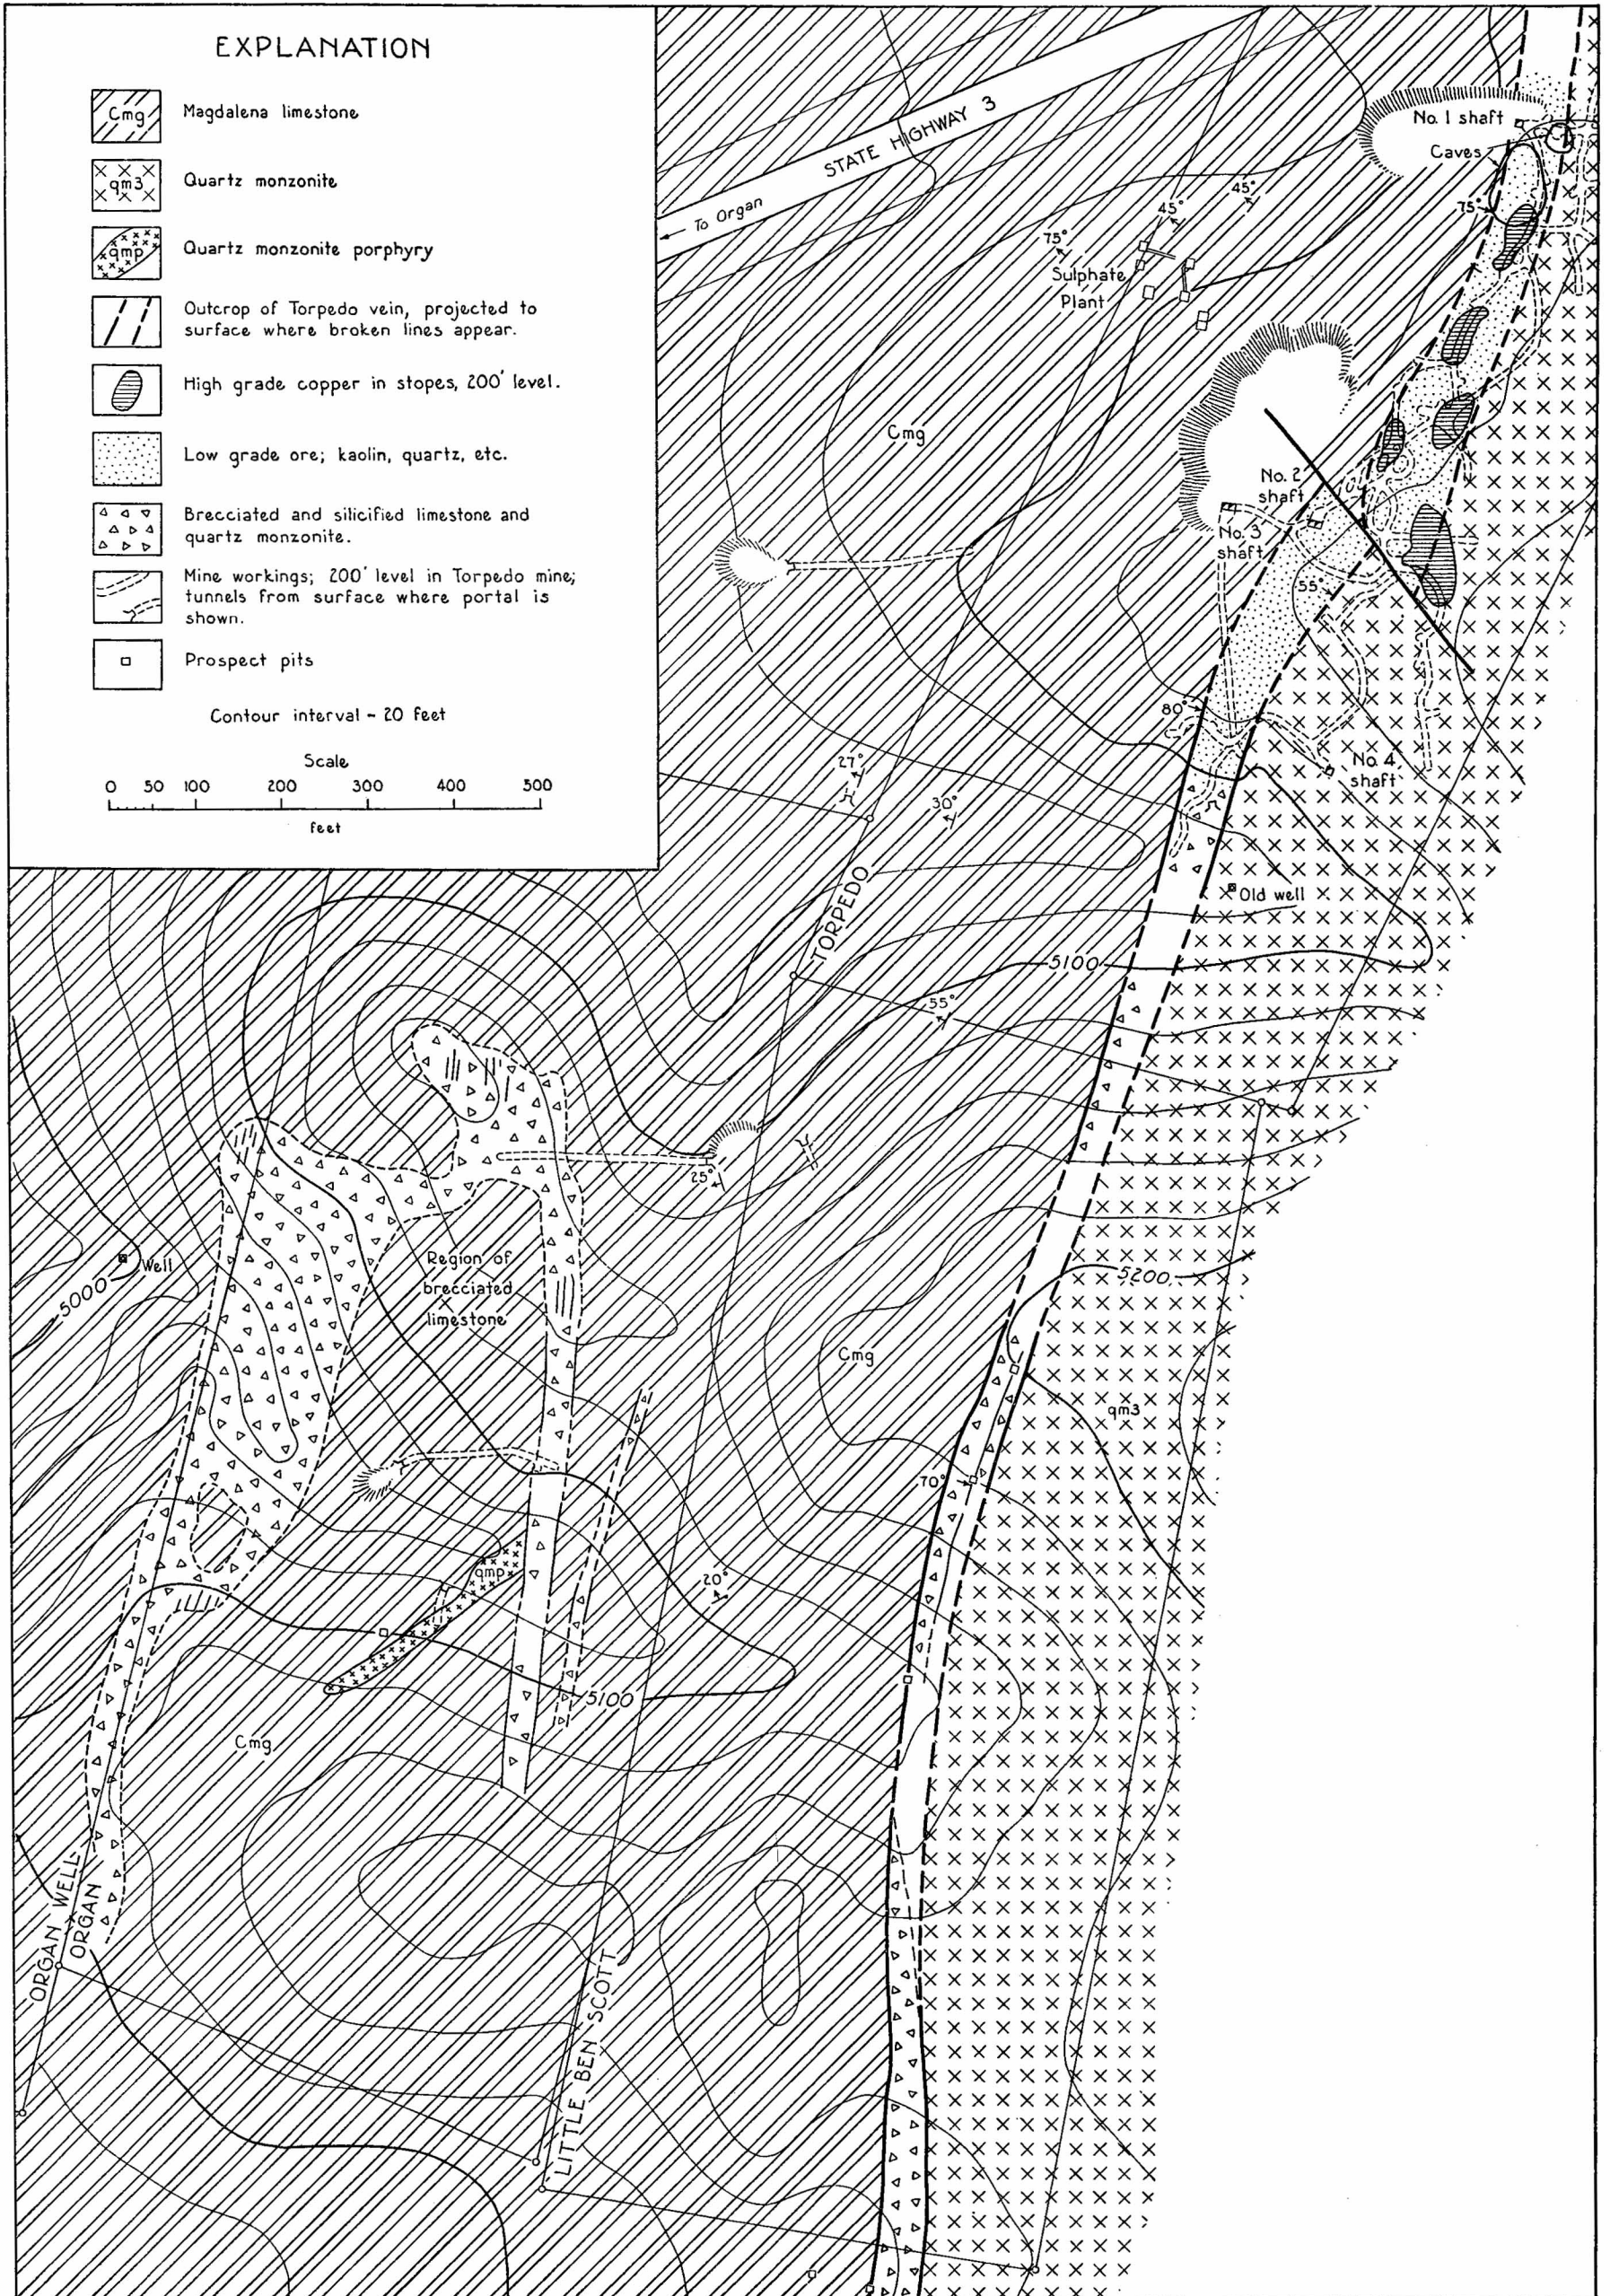 EXPLANATION
Cmg
Magdalena limestone
qm3
Quartz monzonite
qmp
Quartz monzonite porphyry
Outcrop of Torpedo vein, projected to
surface where broken lines appear.
High grade copper in stopes, 200' level.
Low grade ore; kaolin, quartz, etc.
Brecciated and silicified limestone and
quartz monzonite.
Mine workings; 200' level in Torpedo mine;
tunnels from surface where portal is
shown.
Prospect pits
Contour interval – 20 feet
Scale
0 50 100 200 300 400 500
feet
STATE HIGHWAY 3
To Organ
No. 1 shaft
Caves
75°
45°
45°
75°
Sulphate
Plant
Cmg
No. 2
shaft
No. 3
shaft
55°
80°
No. 4
shaft
27°
30°
Old well
TORPEDO
5100
55°
25°
Well
5000
Region of
brecciated
limestone
5200
Cmg
qm3
70°
qmp
20°
5100
Cmg
ORGAN WELL
ORGAN
LITTLE BEN SCOTT